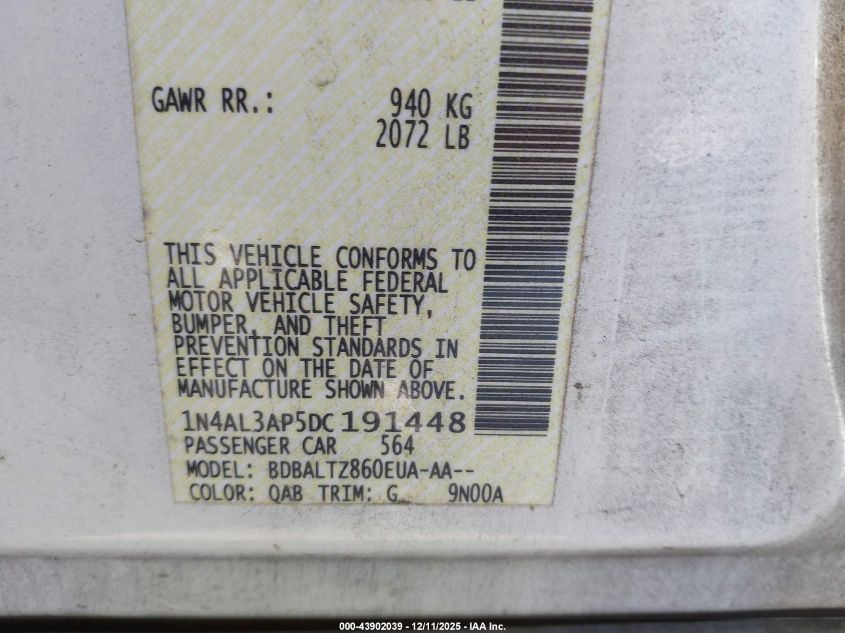 GAWR RR.: 940 KG
2072 LB
THIS VEHICLE CONFORMS TO
ALL APPLICABLE FEDERAL
MOTOR VEHICLE SAFETY,
BUMPER, AND THEFT
PREVENTION STANDARDS IN
EFFECT ON THE DATE OF
MANUFACTURE SHOWN ABOVE.
1N4AL3AP5DC191448
PASSENGER CAR 564
MODEL: BDBALTZ860EUA-AA--
COLOR: QAB TRIM: G 9N00A
000-43902039 - 12/11/2025 - IAA Inc.